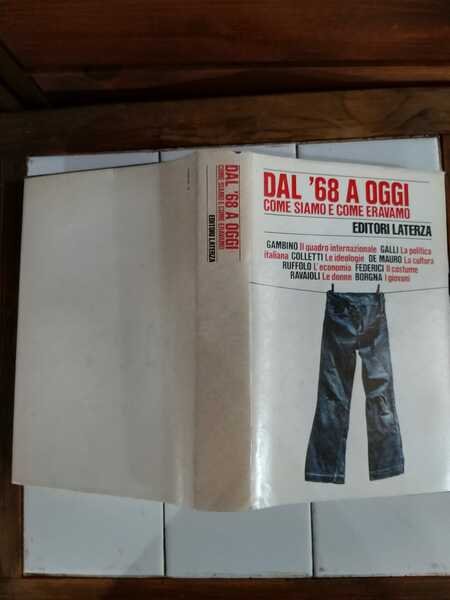 DAL '68 A OGGI
COME SIAMO E COME ERAVAMO
EDITORI LATERZA
DAL '68 A OGGI
COME SIAMO E COME ERAVAMO
EDITORI LATERZA
GAMBINO Il quadro internazionale GALLI La politica
italiana COLLETTI Le ideologie DE MAURO La cultura
RUFFOLO L'economia FEDERICI Il costume
RAVAIOLI Le donne BORGNA I giovani